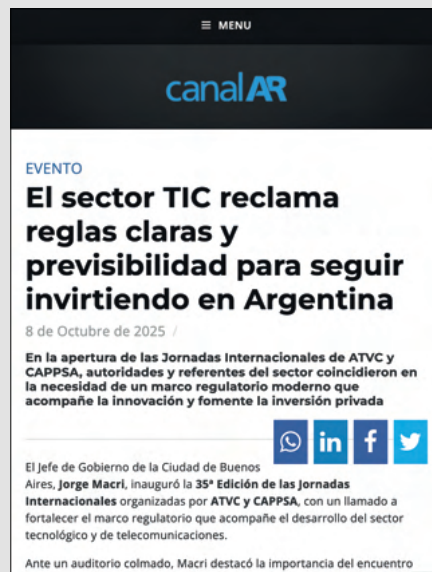 ≡ MENU
canalAR
EVENTO
El sector TIC reclama
reglas claras y
previsibilidad para seguir
invirtiendo en Argentina
8 de Octubre de 2025 /
En la apertura de las Jornadas Internacionales de ATVC y
CAPPSA, autoridades y referentes del sector coincidieron en
la necesidad de un marco regulatorio moderno que
acompañe la innovación y fomente la inversión privada
El Jefe de Gobierno de la Ciudad de Buenos
Aires, Jorge Macri, inauguró la 35ª Edición de las Jornadas
Internacionales organizadas por ATVC y CAPPSA, con un llamado a
fortalecer el marco regulatorio que acompañe el desarrollo del sector
tecnológico y de telecomunicaciones.
Ante un auditorio colmado, Macri destacó la importancia del encuentro